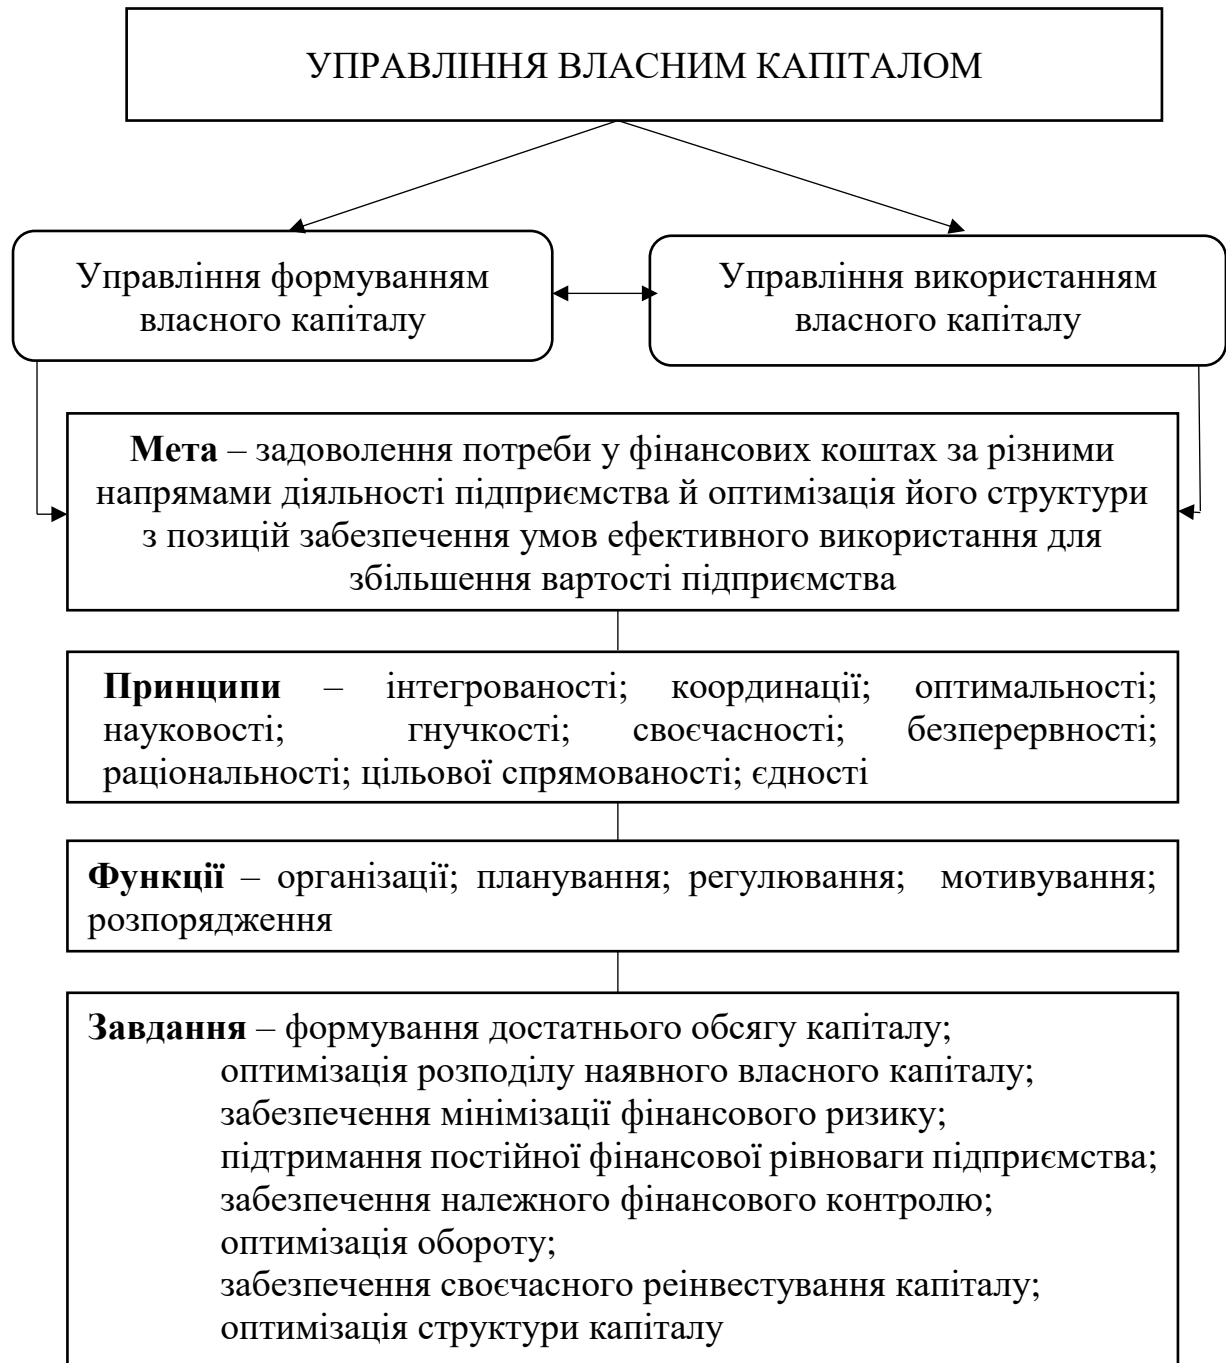 УПРАВЛІННЯ ВЛАСНИМ КАПІТАЛОМ
Управління формуванням
власного капіталу
Управління використанням
власного капіталу
Мета – задоволення потреби у фінансових коштах за різними
напрямами діяльності підприємства й оптимізація його структури
з позицій забезпечення умов ефективного використання для
збільшення вартості підприємства
Принципи – інтегрованості; координації; оптимальності;
науковості; гнучкості; своєчасності; безперервності;
раціональності; цільової спрямованості; єдності
Функції – організації; планування; регулювання; мотивування;
розпорядження
Завдання – формування достатнього обсягу капіталу;
оптимізація розподілу наявного власного капіталу;
забезпечення мінімізації фінансового ризику;
підтримання постійної фінансової рівноваги підприємства;
забезпечення належного фінансового контролю;
оптимізація обороту;
забезпечення своєчасного реінвестування капіталу;
оптимізація структури капіталу